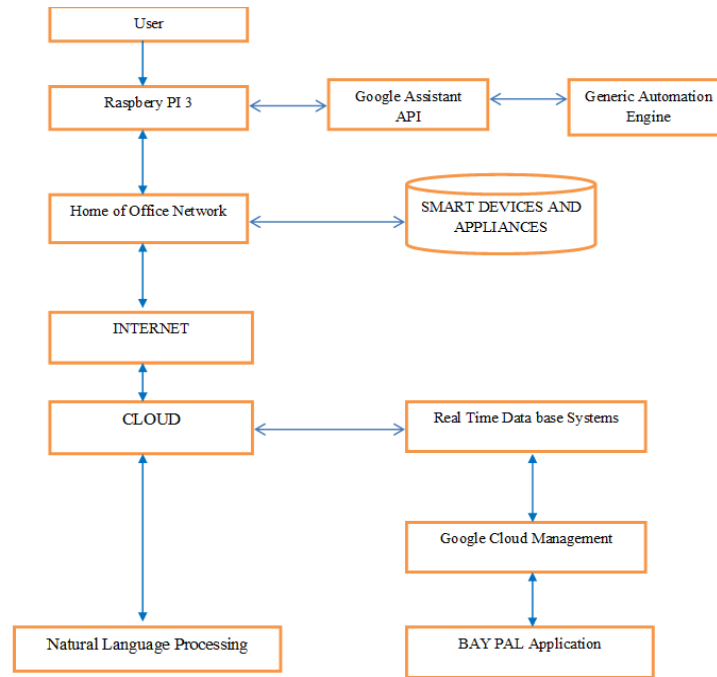 User
Raspbery PI 3
Google Assistant
API
Generic Automation
Engine
Home of Office Network
SMART DEVICES AND
APPLIANCES
INTERNET
CLOUD
Real Time Data base Systems
Google Cloud Management
Natural Language Processing
BAY PAL Application